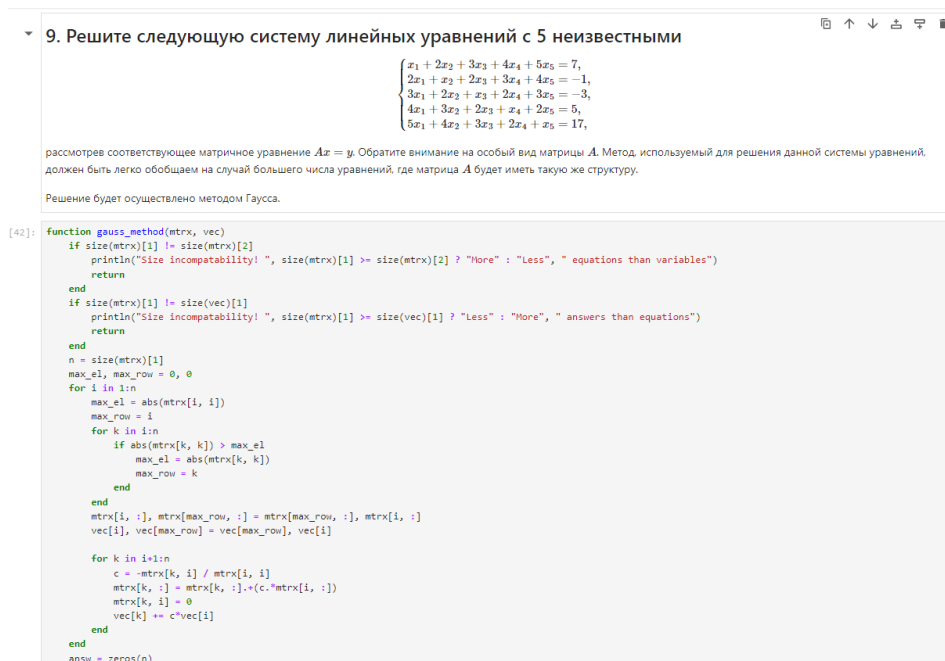 9. Решите следующую систему линейных уравнений с 5 неизвестными
x₁ + 2x₂ + 3x₃ + 4x₄ + 5x₅ = 7,
2x₁ + x₂ + 2x₃ + 3x₄ + 4x₅ = −1,
3x₁ + 2x₂ + x₃ + 2x₄ + 3x₅ = −3,
4x₁ + 3x₂ + 2x₃ + x₄ + 2x₅ = 5,
5x₁ + 4x₂ + 3x₃ + 2x₄ + x₅ = 17,
рассмотрев соответствующее матричное уравнение Ax = y. Обратите внимание на особый вид матрицы A. Метод, используемый для решения данной системы уравнений,
должен быть легко обобщаем на случай большего числа уравнений, где матрица A будет иметь такую же структуру.
Решение будет осуществлено методом Гаусса.
[42]: function gauss_method(mtrx, vec)
if size(mtrx)[1] != size(mtrx)[2]
println("Size incompatability! ", size(mtrx)[1] >= size(mtrx)[2] ? "More" : "Less", " equations than variables")
return
end
if size(mtrx)[1] != size(vec)[1]
println("Size incompatability! ", size(mtrx)[1] >= size(vec)[1] ? "Less" : "More", " answers than equations")
return
end
n = size(mtrx)[1]
max_el, max_row = 0, 0
for i in 1:n
max_el = abs(mtrx[i, i])
max_row = i
for k in i:n
if abs(mtrx[k, k]) > max_el
max_el = abs(mtrx[k, k])
max_row = k
end
end
mtrx[i, :], mtrx[max_row, :] = mtrx[max_row, :], mtrx[i, :]
vec[i], vec[max_row] = vec[max_row], vec[i]
for k in i+1:n
c = -mtrx[k, i] / mtrx[i, i]
mtrx[k, :] = mtrx[k, :].+(c.*mtrx[i, :])
mtrx[k, i] = 0
vec[k] += c*vec[i]
end
end
answ = zeros(n)